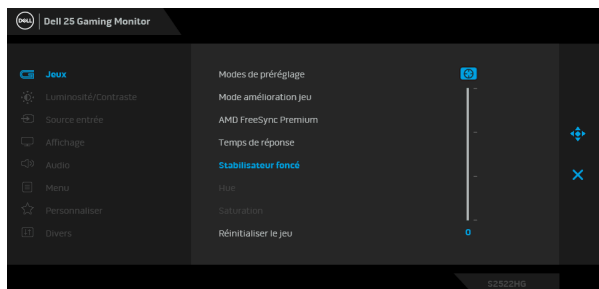 DELL
Dell 25 Gaming Monitor
Jeux
Luminosité/Contraste
Source entrée
Affichage
Audio
Menu
Personnaliser
Divers
Modes de préréglage
Mode amélioration jeu
AMD FreeSync Premium
Temps de réponse
Stabilisateur foncé
Hue
Saturation
Réinitialiser le jeu
0
S2522HG